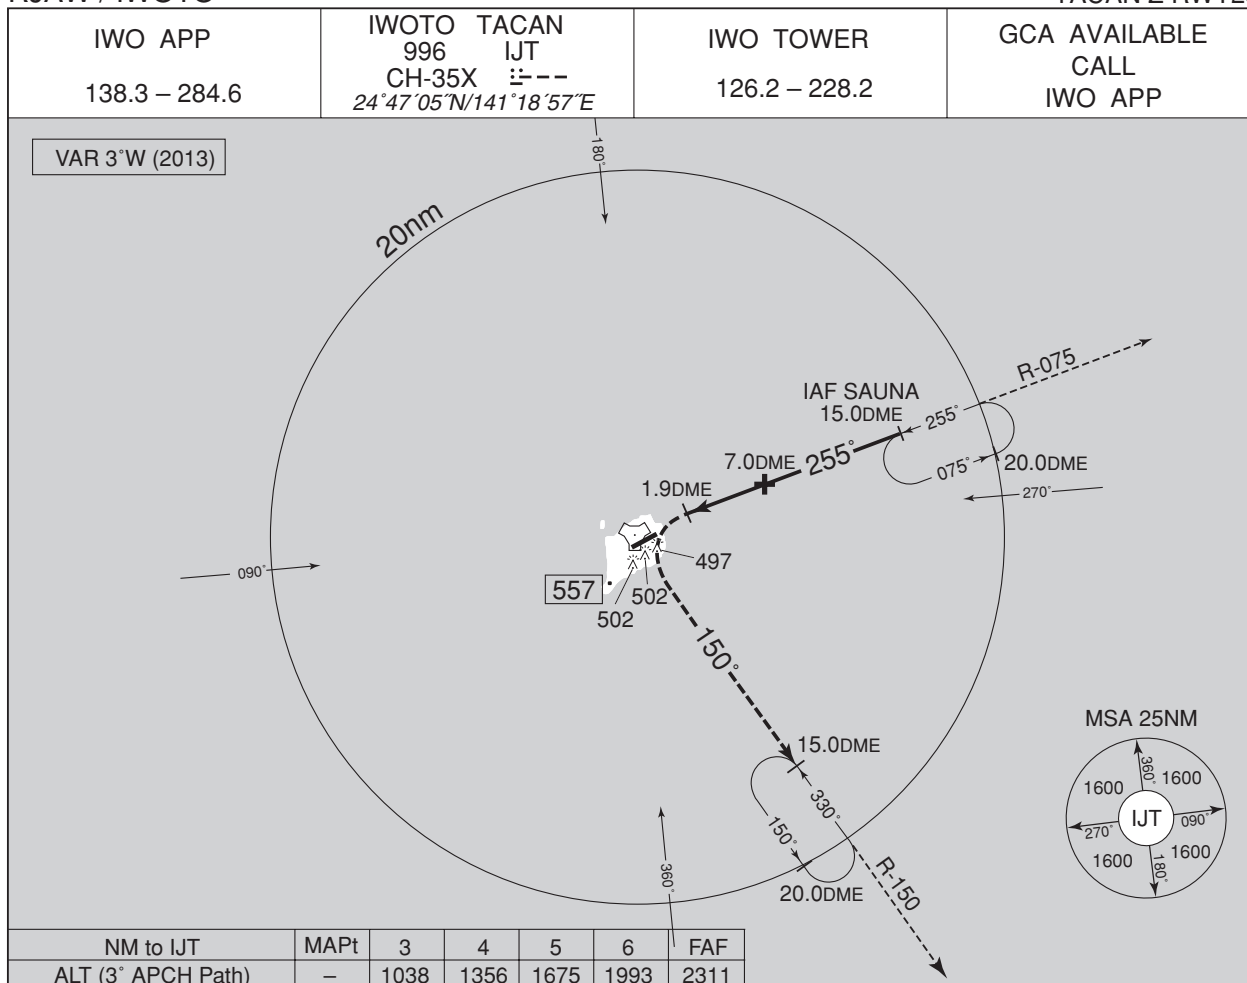 IWO APP
138.3 – 284.6
IWOTO TACAN
996 IJT
CH-35X
24˚47´05˝N/141˚18´57˝E
IWO TOWER
126.2 – 228.2
GCA AVAILABLE
CALL
IWO APP
VAR 3˚W (2013)
180˚
20nm
R-075
IAF SAUNA
15.0DME
255˚
7.0DME
255˚
075˚
20.0DME
1.9DME
270˚
497
090˚
557
502
502
150˚
15.0DME
330˚
150˚
20.0DME
R-150
360˚
MSA 25NM
360˚
1600
1600
IJT
090˚
270˚
1600
1600
180˚
NM to IJT MAPt 3 4 5 6 FAF
ALT (3˚ APCH Path) – 1038 1356 1675 1993 2311